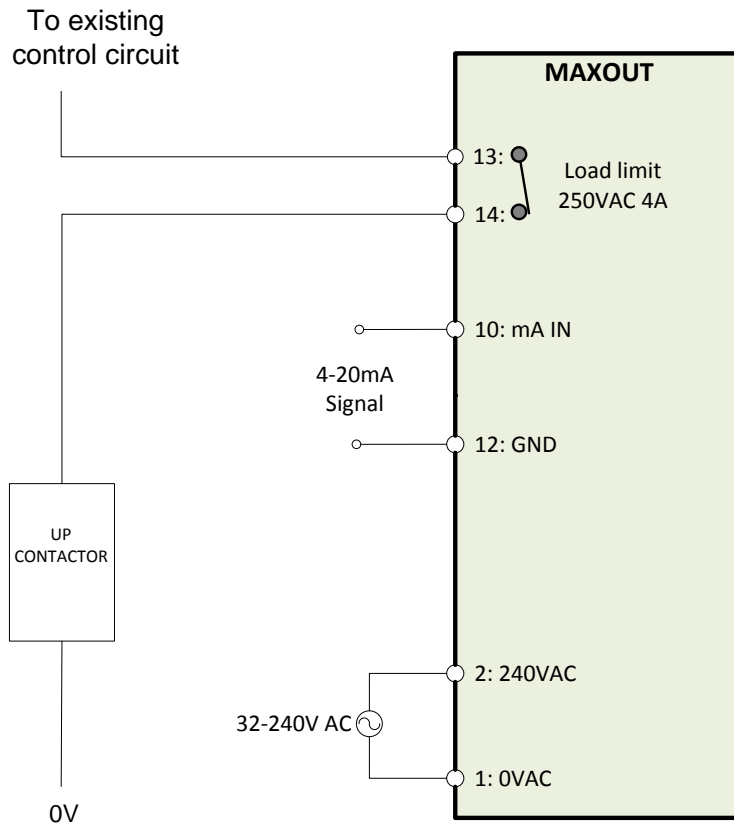 To existing
control circuit
MAXOUT
13:
Load limit
250VAC 4A
14:
10: mA IN
4-20mA
Signal
12: GND
UP
CONTACTOR
2: 240VAC
32-240V AC
1: 0VAC
0V